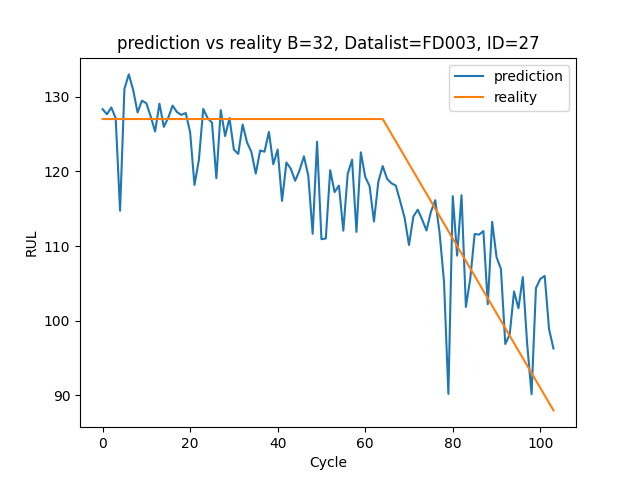 prediction vs reality B=32, Datalist=FD003, ID=27
prediction
reality
RUL
130
120
110
100
90
0 20 40 60 80 100
Cycle